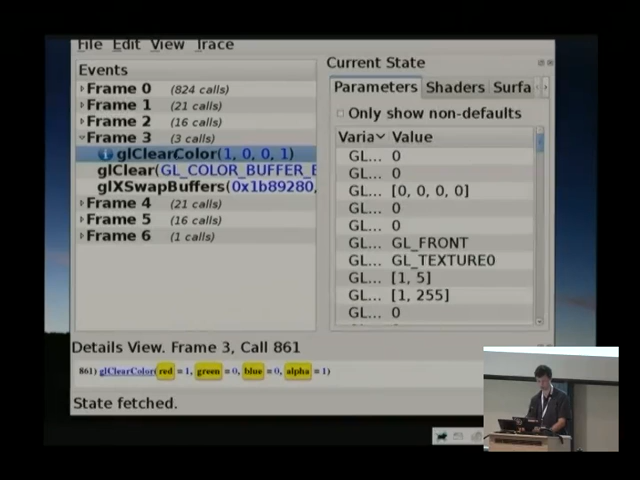 File Edit View Trace
Events
Frame 0 (824 calls)
Frame 1 (21 calls)
Frame 2 (16 calls)
Frame 3 (3 calls)
glClearColor(1, 0, 0, 1)
glClear(GL_COLOR_BUFFER_B
glXSwapBuffers(0x1b89280,
Frame 4 (21 calls)
Frame 5 (16 calls)
Frame 6 (1 calls)
Current State
Parameters Shaders Surfa
Only show non-defaults
Varia Value
GL... 0
GL... 0
GL... [0, 0, 0, 0]
GL... 0
GL... 0
GL... GL_FRONT
GL... GL_TEXTURE0
GL... [1, 5]
GL... [1, 255]
GL... 0
Details View. Frame 3, Call 861
861) glClearColor(red = 1, green = 0, blue = 0, alpha = 1)
State fetched.